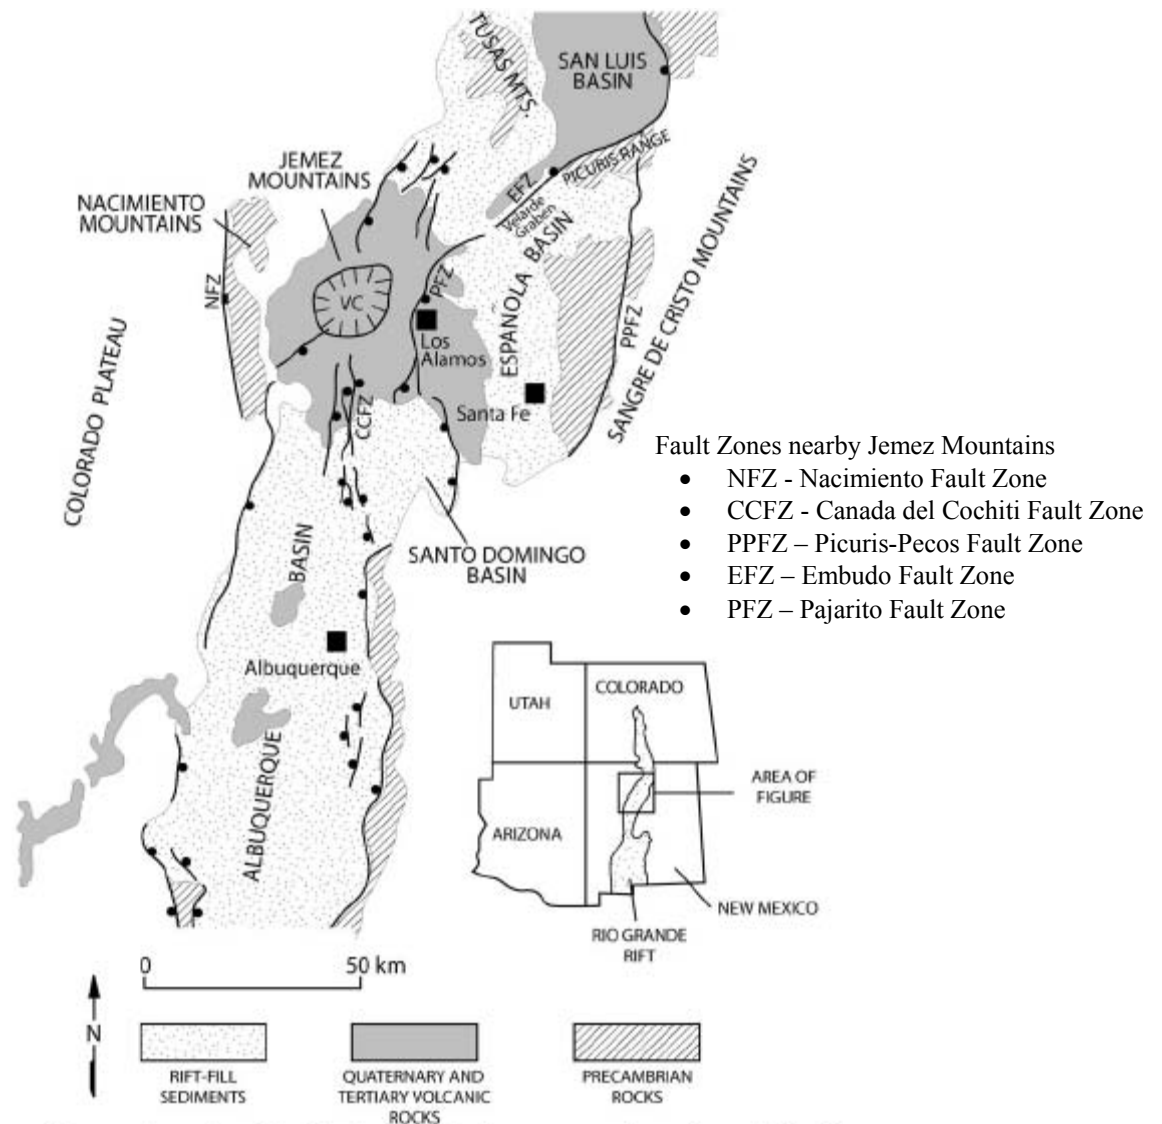 TUSAS MTS.
SAN LUIS
BASIN
JEMEZ
MOUNTAINS
NACIMIENTO
MOUNTAINS
EFZ
PICURIS RANGE
Velarde
Graben
NFZ
VC
PFZ
ESPANOLA BASIN
PPFZ
SANGRE DE CRISTO MOUNTAINS
Los
Alamos
COLORADO PLATEAU
CCFZ
Santa Fe
Fault Zones nearby Jemez Mountains
• NFZ - Nacimiento Fault Zone
• CCFZ - Canada del Cochiti Fault Zone
• PPFZ – Picuris-Pecos Fault Zone
• EFZ – Embudo Fault Zone
• PFZ – Pajarito Fault Zone
SANTO DOMINGO
BASIN
ALBUQUERQUE BASIN
Albuquerque
UTAH
COLORADO
AREA OF
FIGURE
ARIZONA
NEW MEXICO
RIO GRANDE
RIFT
0 50 km
N
RIFT-FILL
SEDIMENTS
QUATERNARY AND
TERTIARY VOLCANIC
ROCKS
PRECAMBRIAN
ROCKS